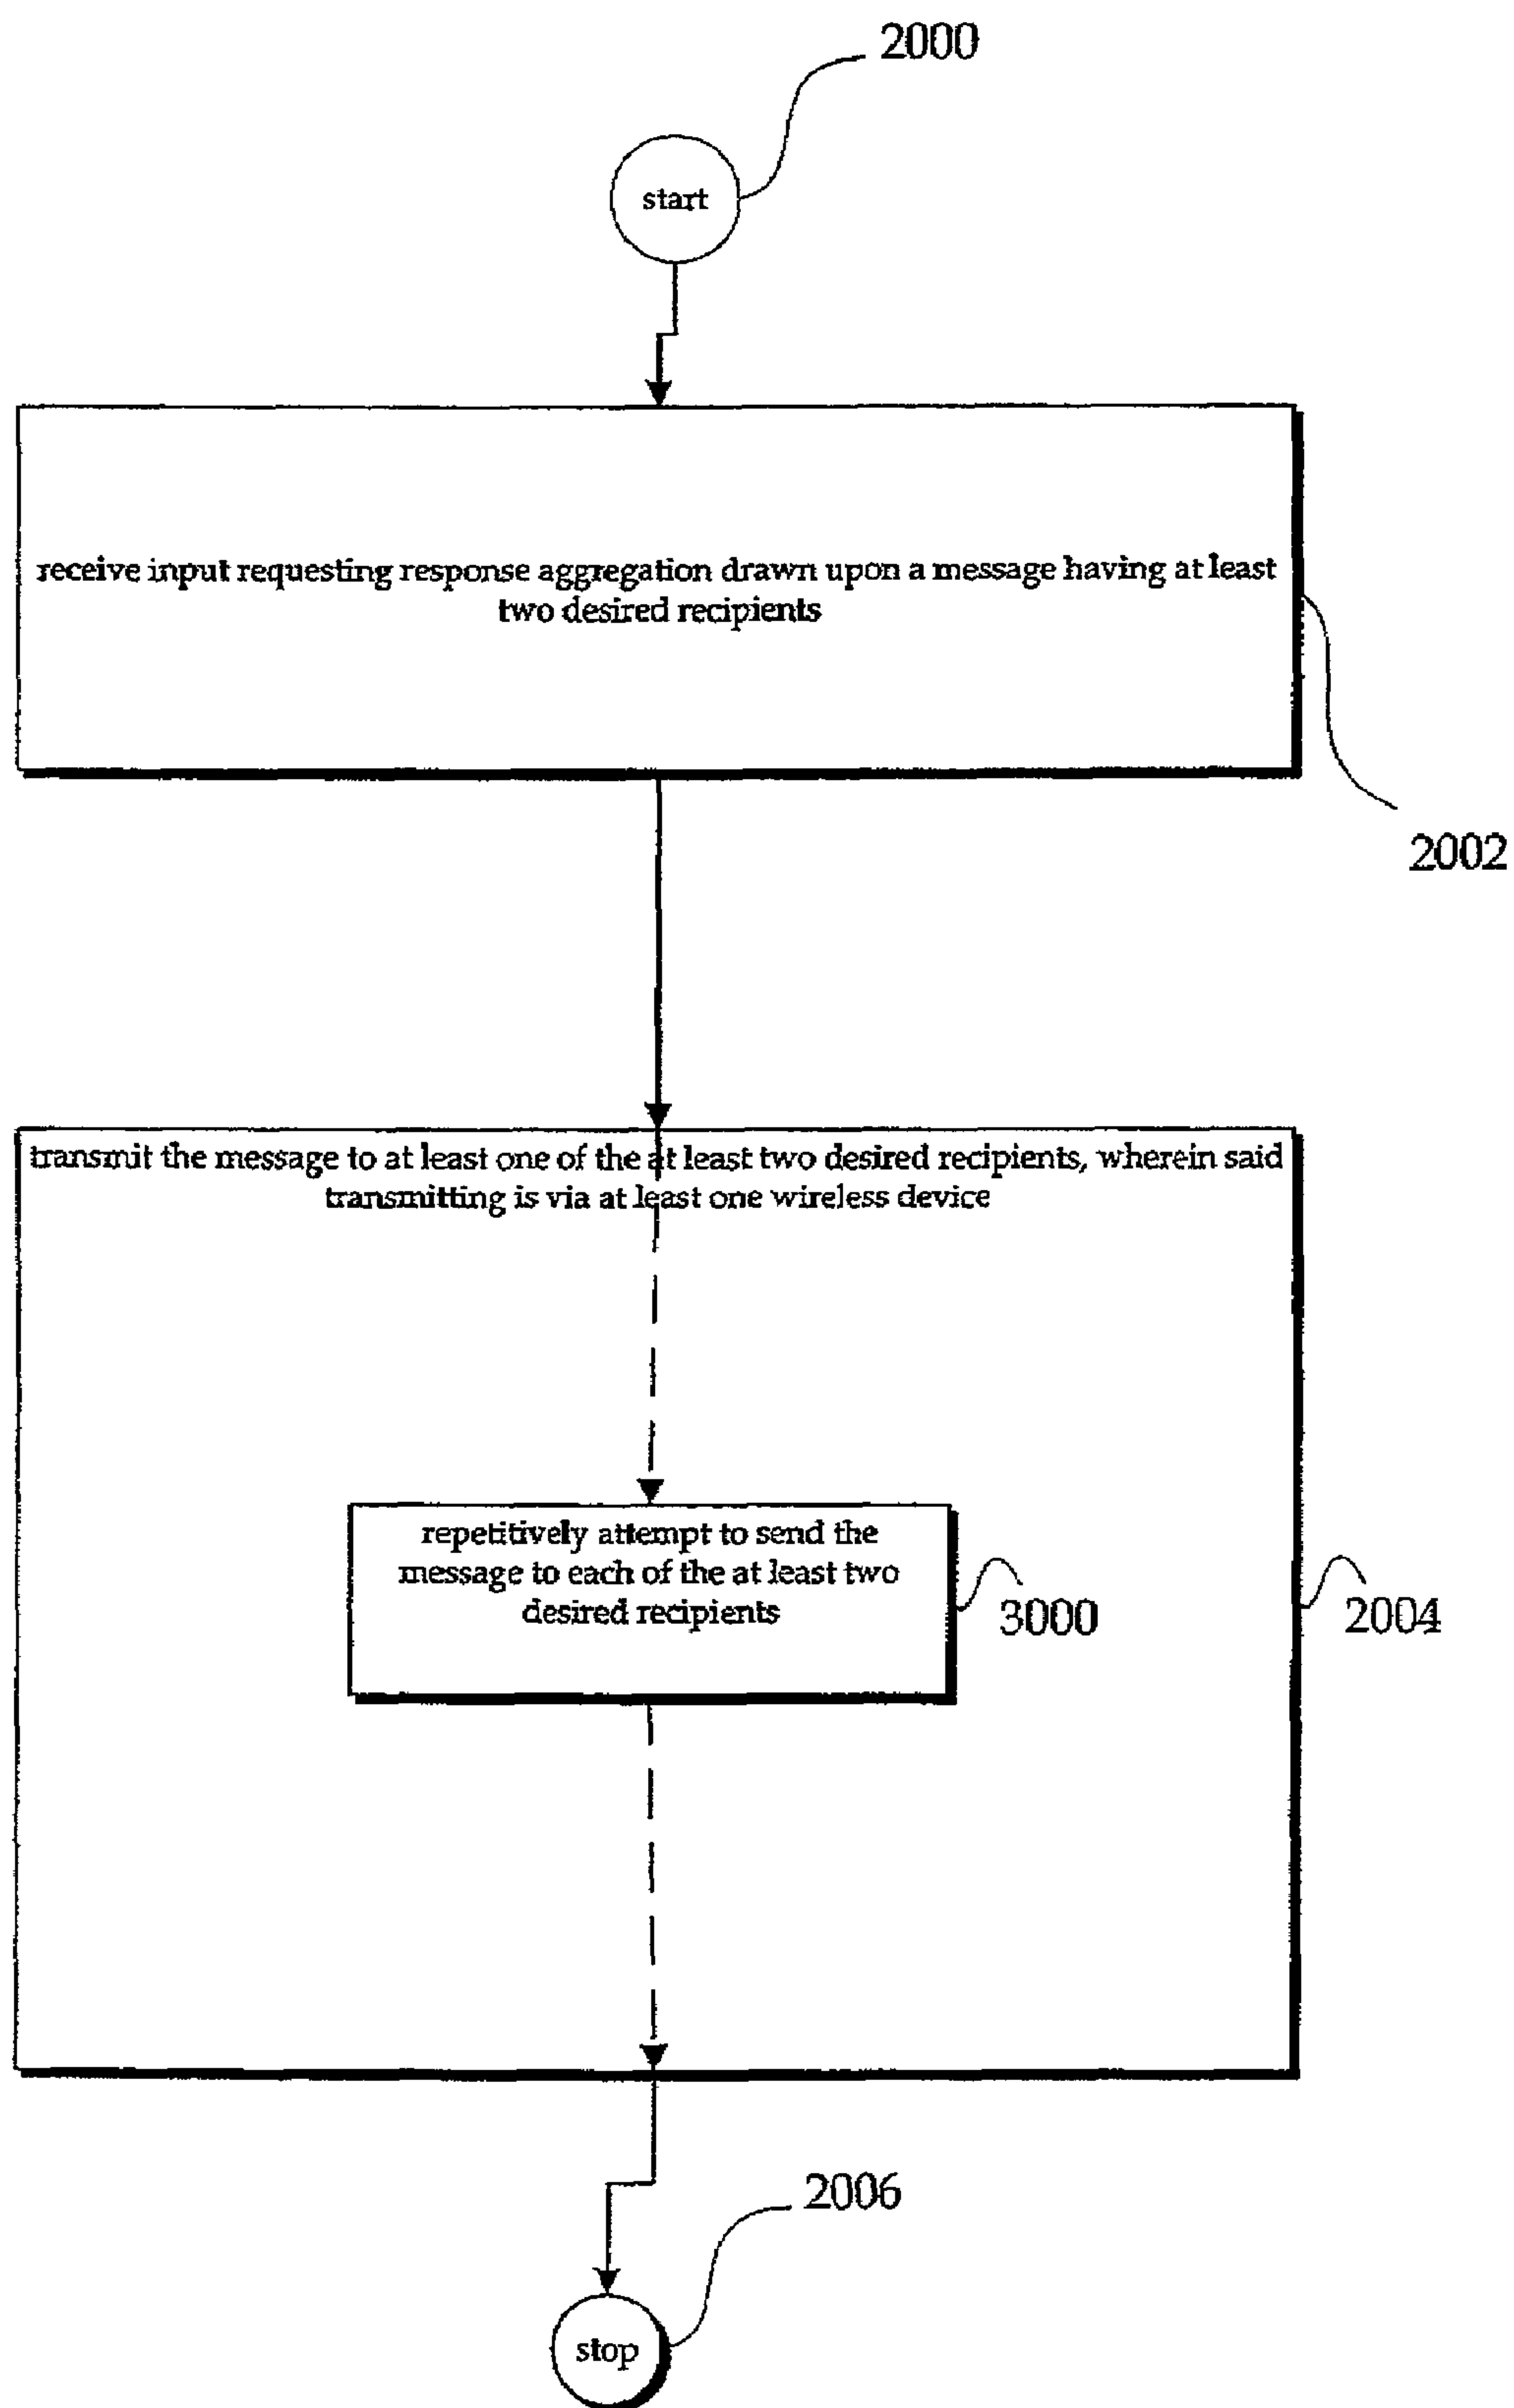 2000
start
receive input requesting response aggregation drawn upon a message having at least
two desired recipients
2002
transmit the message to at least one of the at least two desired recipients, wherein said
transmitting is via at least one wireless device
repetitively attempt to send the
message to each of the at least two
desired recipients
3000
2004
2006
stop